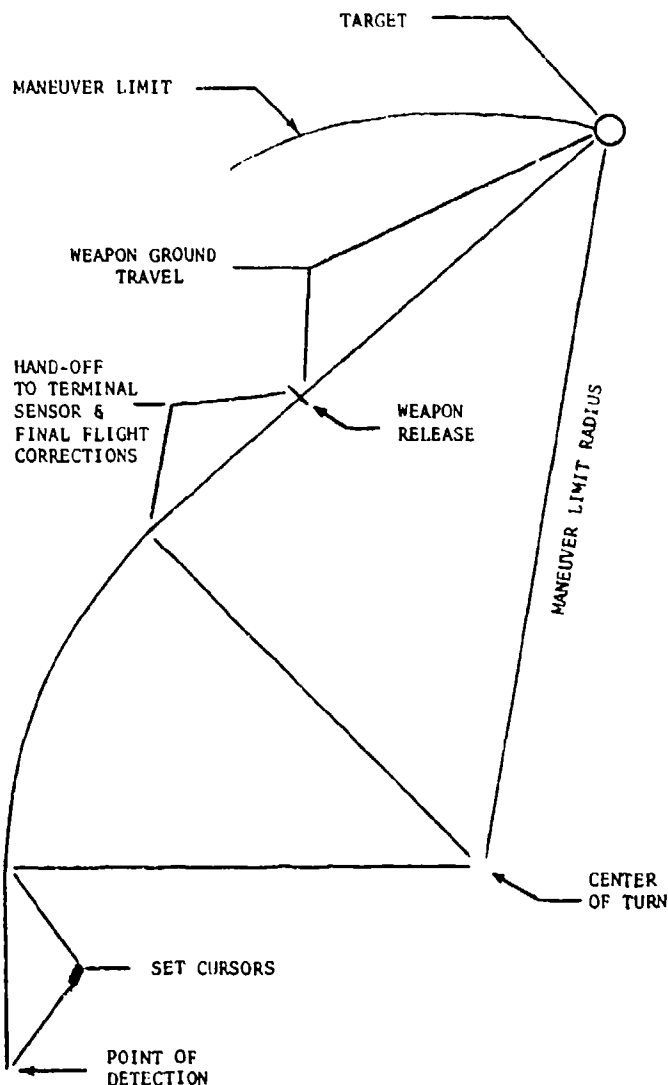 TARGET
MANEUVER LIMIT
WEAPON GROUND
TRAVEL
HAND-OFF
TO TERMINAL
SENSOR &
FINAL FLIGHT
CORRECTIONS
WEAPON
RELEASE
MANEUVER LIMIT RADIUS
CENTER
OF TURN
SET CURSORS
POINT OF
DETECTION